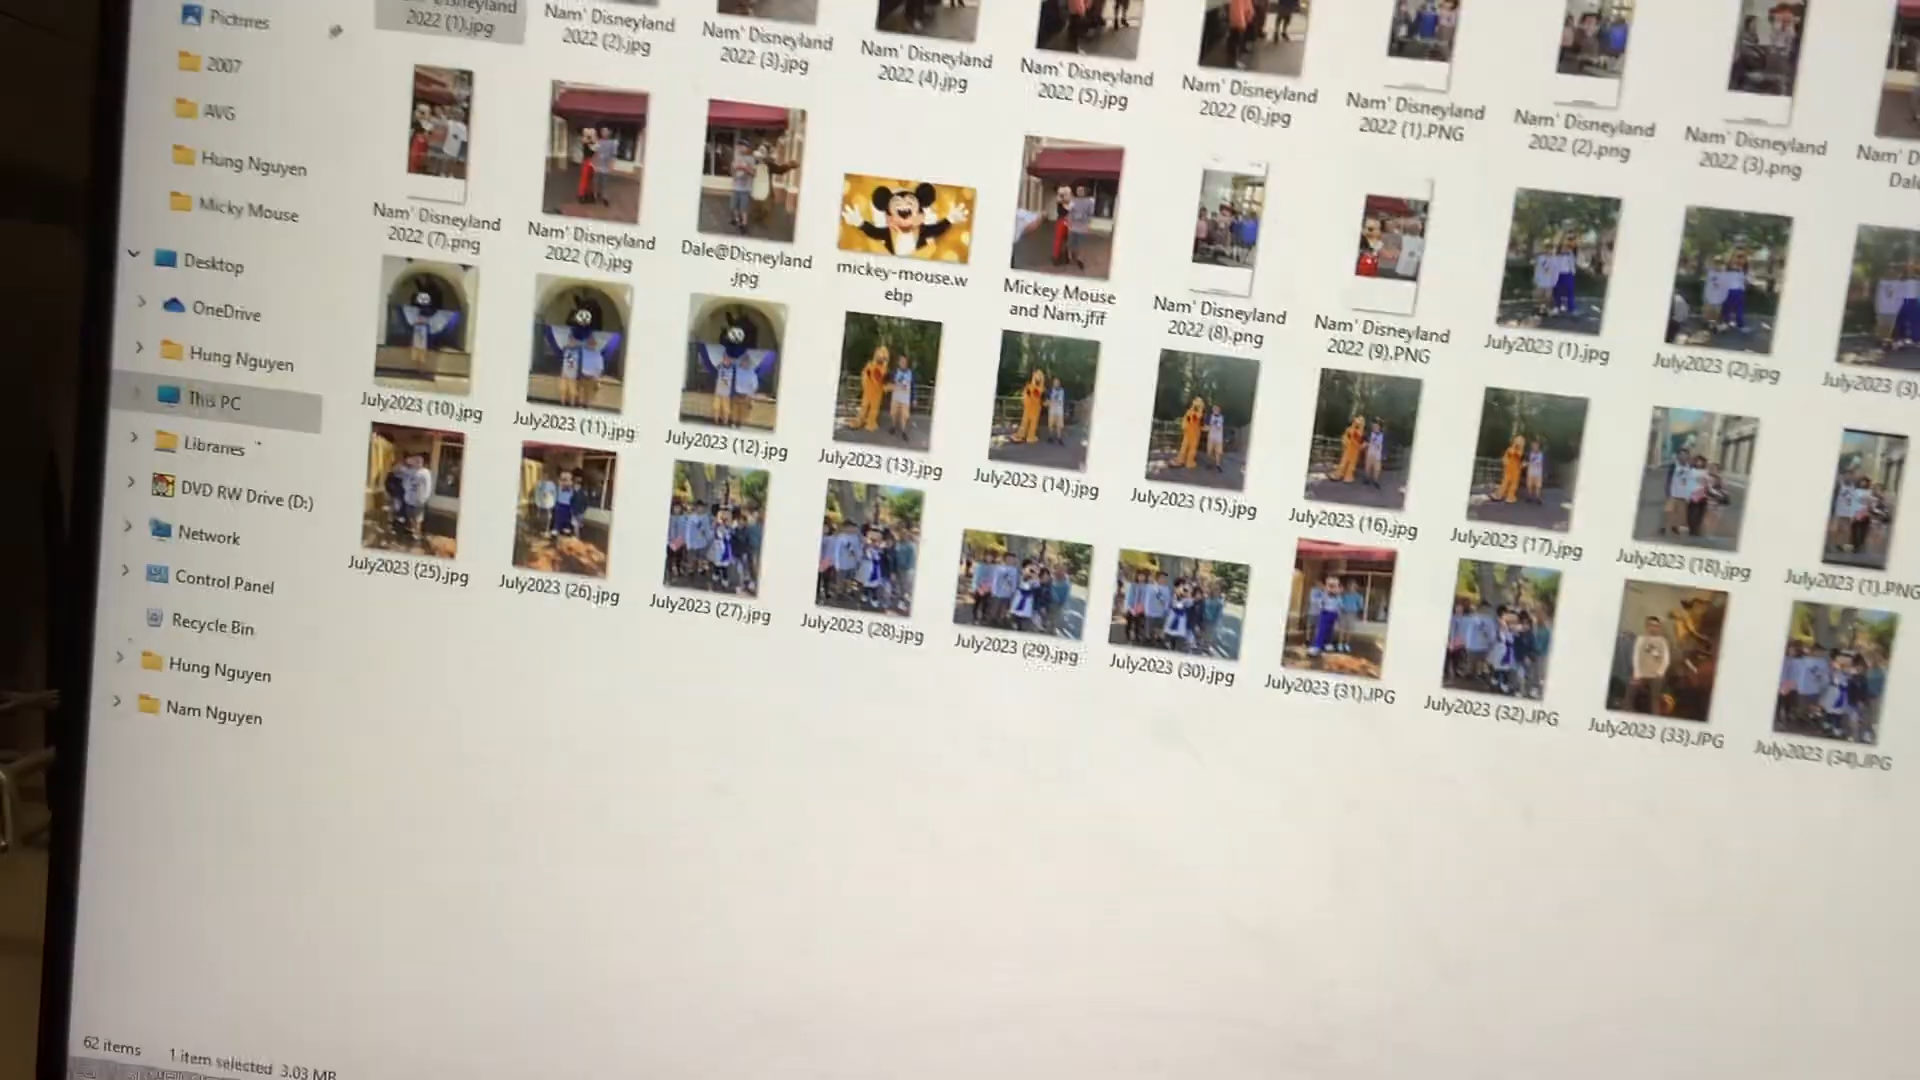 Pictures
2007
AVG
Hung Nguyen
Micky Mouse
Desktop
OneDrive
Hung Nguyen
This PC
Libraries
DVD RW Drive (D:)
Network
Control Panel
Recycle Bin
Hung Nguyen
Nam Nguyen
Disneyland
2022 (1).jpg
Nam' Disneyland
2022 (2).jpg
Nam' Disneyland
2022 (3).jpg
Nam' Disneyland
2022 (4).jpg
Nam' Disneyland
2022 (5).jpg
Nam' Disneyland
2022 (6).jpg
Nam' Disneyland
2022 (1).PNG
Nam' Disneyland
2022 (2).png
Nam' Disneyland
2022 (3).png
Nam' D
Dale
Nam' Disneyland
2022 (7).png
Nam' Disneyland
2022 (7).jpg
Dale@Disneyland
.jpg
mickey-mouse.w
ebp
Mickey Mouse
and Nam.jfif
Nam' Disneyland
2022 (8).png
Nam' Disneyland
2022 (9).PNG
July2023 (1).jpg
July2023 (2).jpg
July2023 (3).
July2023 (10).jpg
July2023 (11).jpg
July2023 (12).jpg
July2023 (13).jpg
July2023 (14).jpg
July2023 (15).jpg
July2023 (16).jpg
July2023 (17).jpg
July2023 (18).jpg
July2023 (1).PNG
July2023 (25).jpg
July2023 (26).jpg
July2023 (27).jpg
July2023 (28).jpg
July2023 (29).jpg
July2023 (30).jpg
July2023 (31).JPG
July2023 (32).JPG
July2023 (33).JPG
July2023 (34).JPG
62 items 1 item selected 3.03 MB